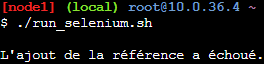 [node1] (local) root@10.0.36.4 ~
$ ./run_selenium.sh
L'ajout de la référence a échoué.